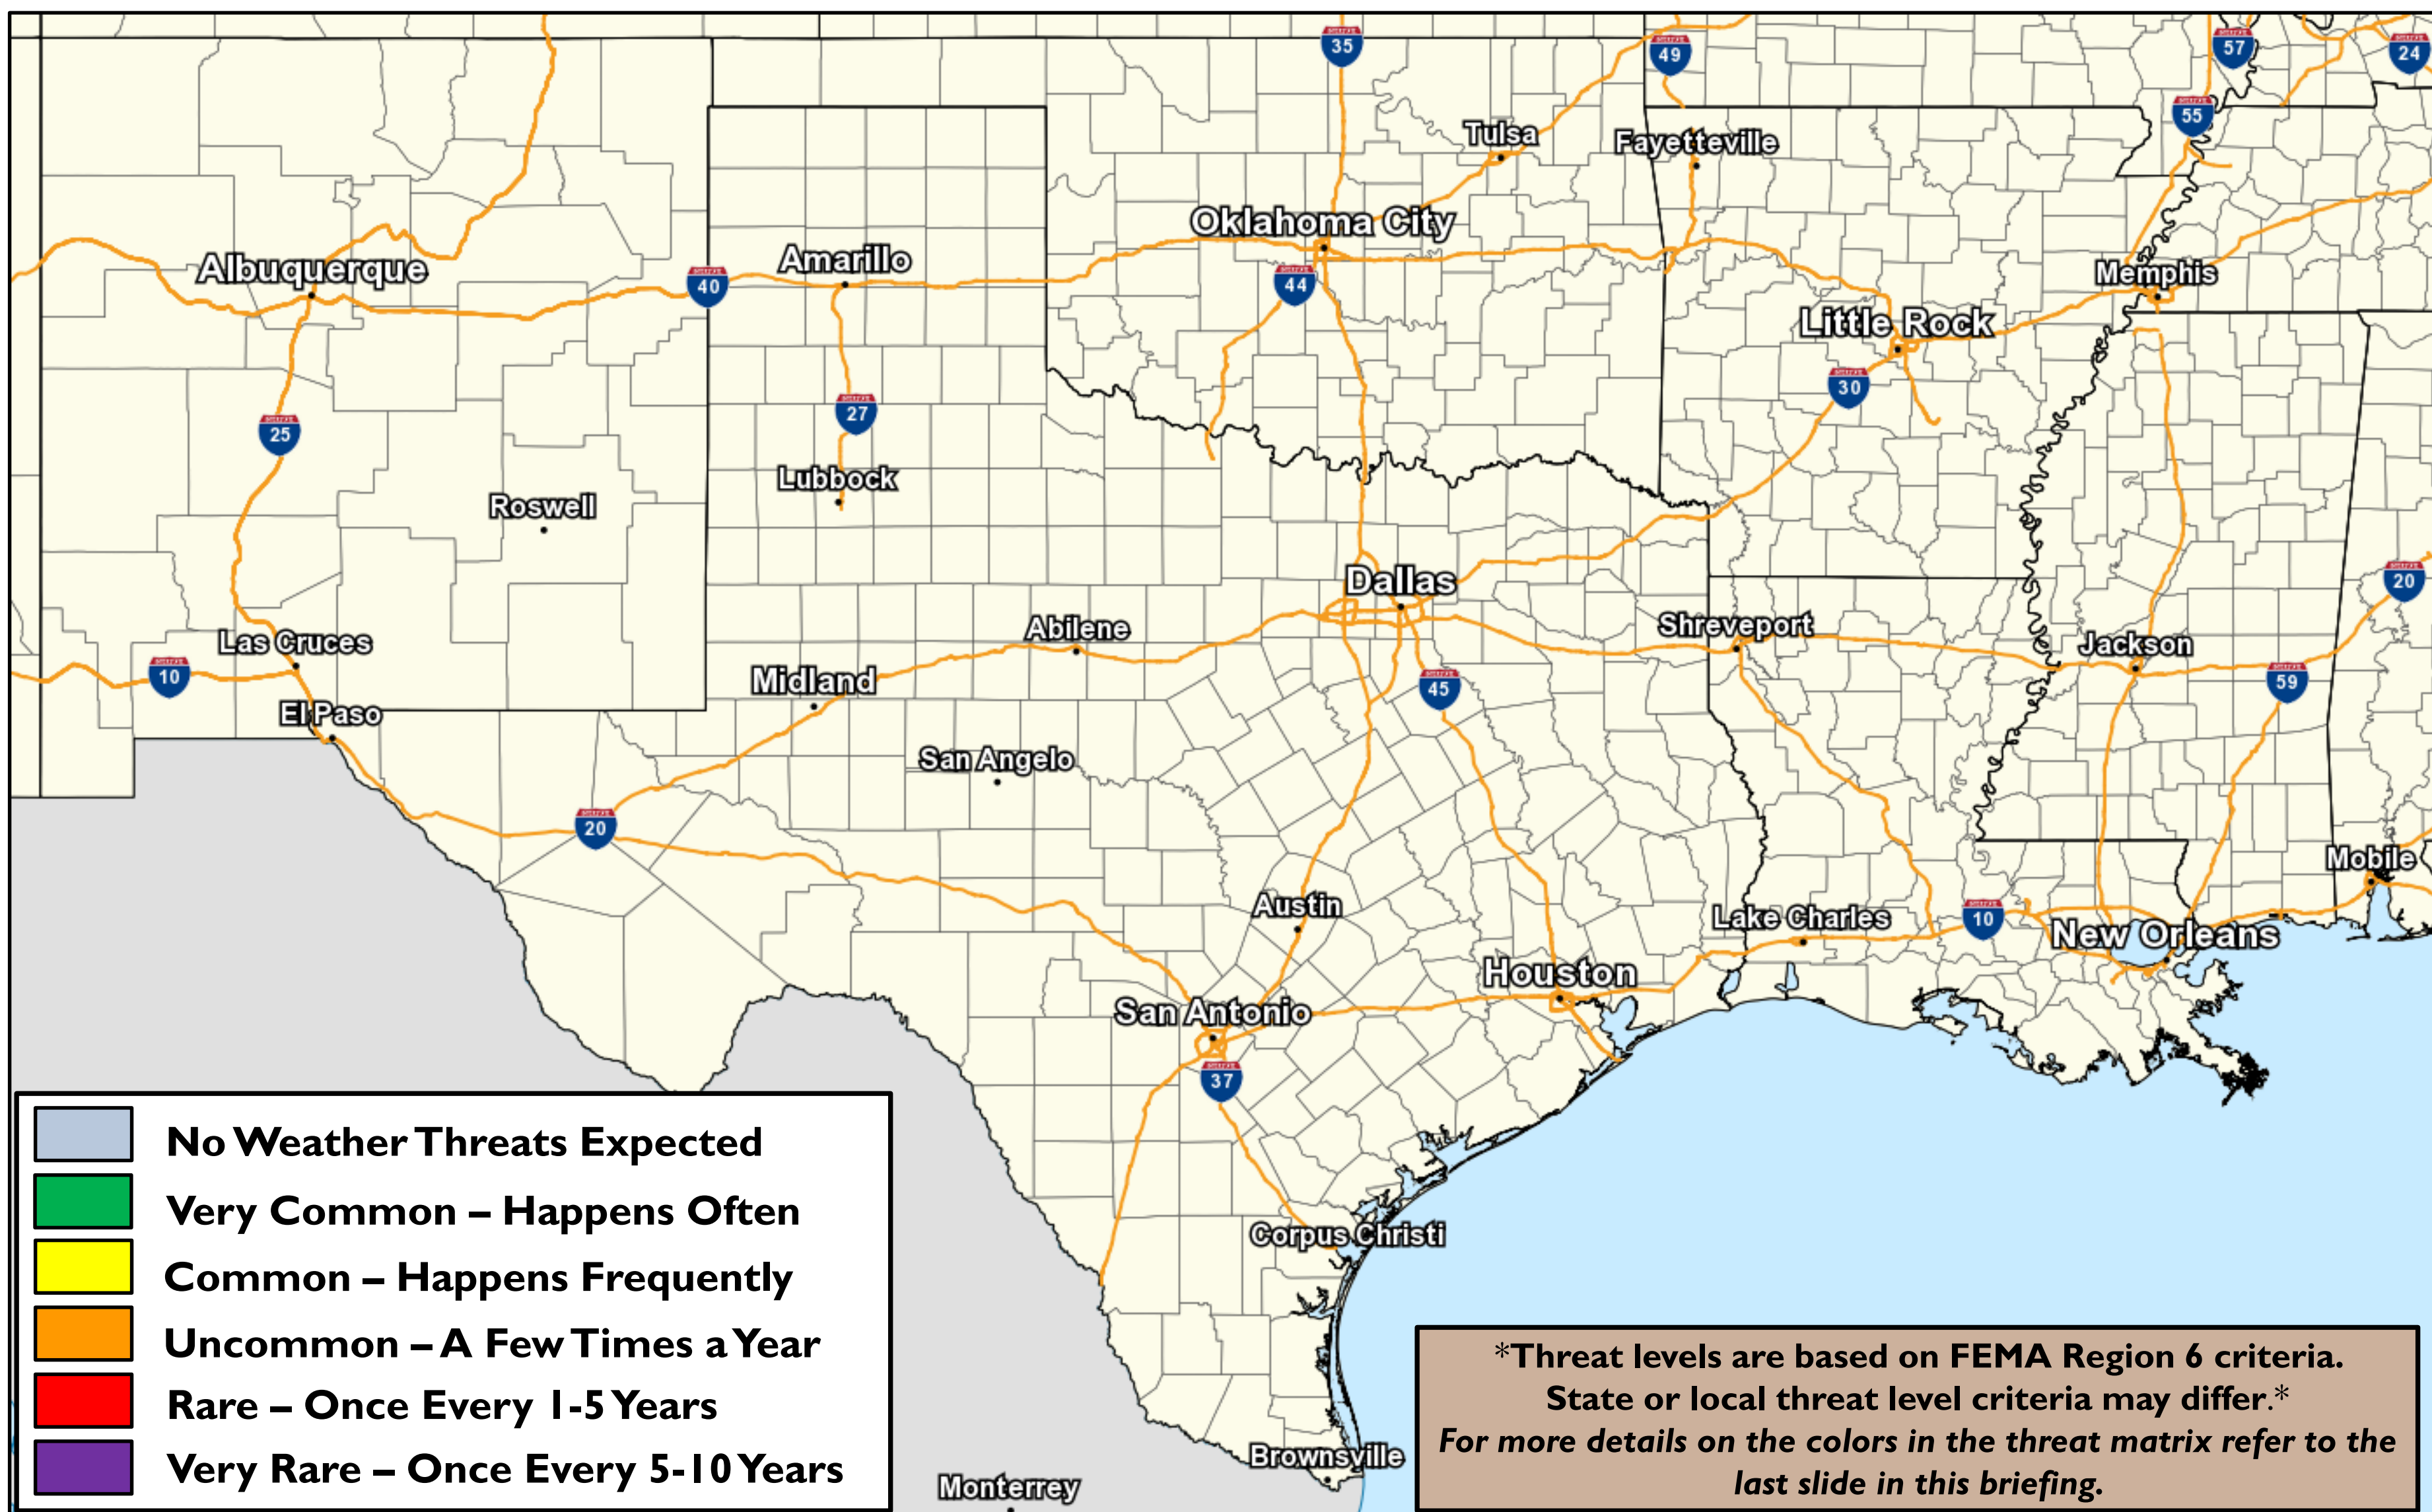 35
49
57
24
55
Tulsa
Fayetteville
Oklahoma City
Albuquerque
Amarillo
40
44
Memphis
Little Rock
30
27
25
Lubbock
Roswell
Dallas
20
Las Cruces
Abilene
Shreveport
Jackson
10
Midland
45
59
El Paso
San Angelo
20
Mobile
Austin
Lake Charles
10
New Orleans
Houston
San Antonio
37
Corpus Christi
Brownsville
Monterrey
No Weather Threats Expected
Very Common – Happens Often
Common – Happens Frequently
Uncommon – A Few Times a Year
Rare – Once Every 1-5 Years
Very Rare – Once Every 5-10 Years
*Threat levels are based on FEMA Region 6 criteria.
State or local threat level criteria may differ.*
For more details on the colors in the threat matrix refer to the
last slide in this briefing.